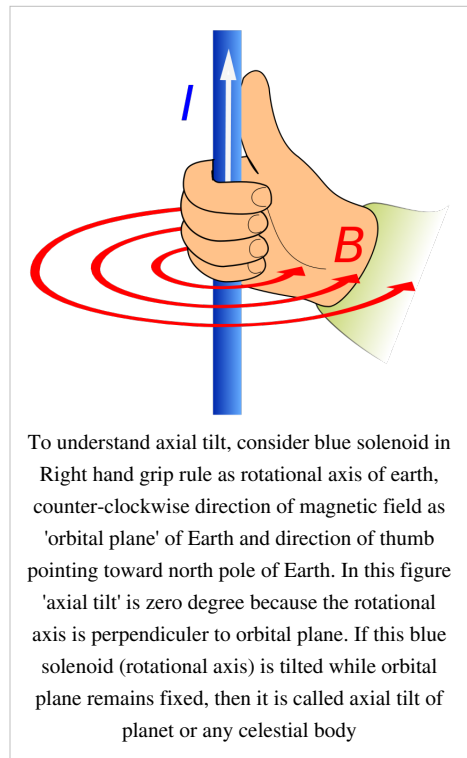 I
B
To understand axial tilt, consider blue solenoid in
Right hand grip rule as rotational axis of earth,
counter-clockwise direction of magnetic field as
'orbital plane' of Earth and direction of thumb
pointing toward north pole of Earth. In this figure
'axial tilt' is zero degree because the rotational
axis is perpendiculer to orbital plane. If this blue
solenoid (rotational axis) is tilted while orbital
plane remains fixed, then it is called axial tilt of
planet or any celestial body